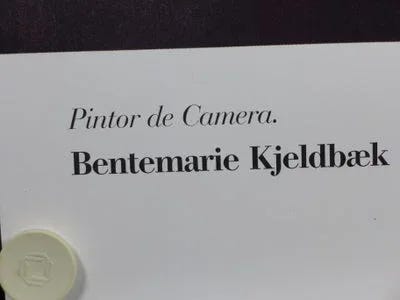 Pintor de Camera.
Bentemarie Kjeldbæk